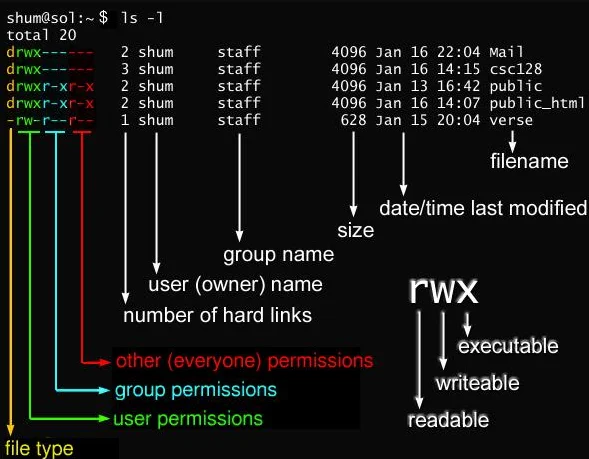 shum@sol:~$ ls -l
total 20
drwx------ 2 shum staff 4096 Jan 16 22:04 Mail
drwx------ 3 shum staff 4096 Jan 16 14:15 csc128
drwxr-xr-x 2 shum staff 4096 Jan 13 16:42 public
drwxr-xr-x 2 shum staff 4096 Jan 16 14:07 public_html
-rw-r--r-- 1 shum staff 628 Jan 15 20:04 verse
filename
date/time last modified
size
group name
user (owner) name
number of hard links
rwx
executable
writeable
readable
other (everyone) permissions
group permissions
user permissions
file type